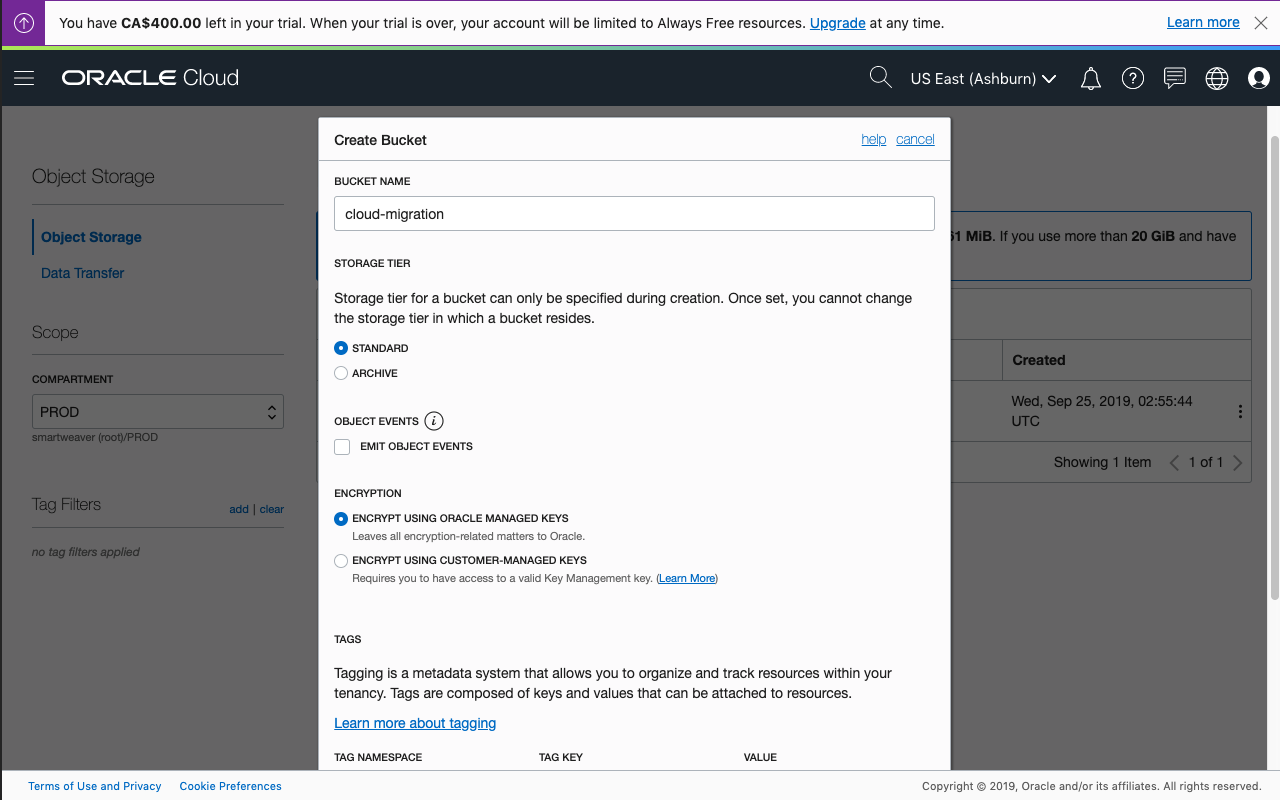 You have CA$400.00 left in your trial. When your trial is over, your account will be limited to Always Free resources. Upgrade at any time.
Learn more
ORACLE Cloud
US East (Ashburn)
Object Storage
Object Storage
Data Transfer
Scope
COMPARTMENT
PROD
smartweaver (root)/PROD
Tag Filters
add | clear
no tag filters applied
Create Bucket
help cancel
BUCKET NAME
cloud-migration
STORAGE TIER
Storage tier for a bucket can only be specified during creation. Once set, you cannot change
the storage tier in which a bucket resides.
STANDARD
ARCHIVE
OBJECT EVENTS i
EMIT OBJECT EVENTS
ENCRYPTION
ENCRYPT USING ORACLE MANAGED KEYS
Leaves all encryption-related matters to Oracle.
ENCRYPT USING CUSTOMER-MANAGED KEYS
Requires you to have access to a valid Key Management key. (Learn More)
TAGS
Tagging is a metadata system that allows you to organize and track resources within your
tenancy. Tags are composed of keys and values that can be attached to resources.
Learn more about tagging
TAG NAMESPACE TAG KEY VALUE
MiB. If you use more than 20 GiB and have
Created
Wed, Sep 25, 2019, 02:55:44
UTC
Showing 1 Item < 1 of 1 >
Terms of Use and Privacy Cookie Preferences
Copyright © 2019, Oracle and/or its affiliates. All rights reserved.